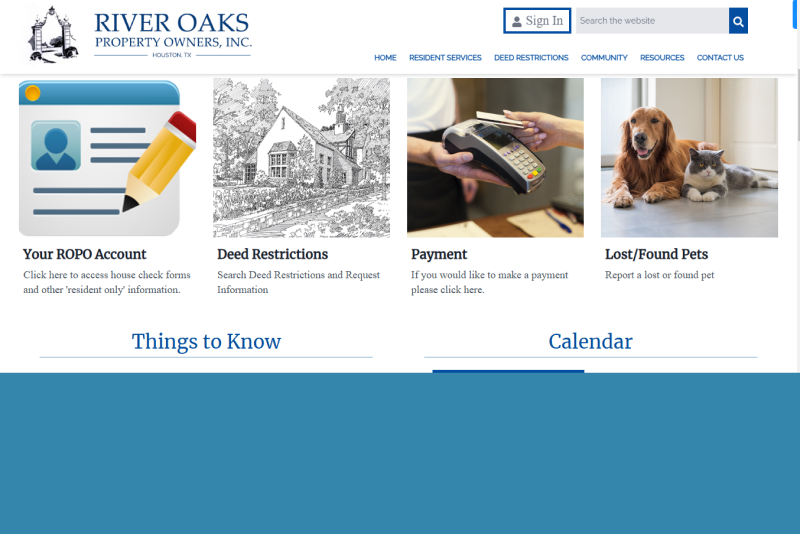 RIVER OAKS
PROPERTY OWNERS, INC.
HOUSTON, TX
Sign In
Search the website
HOME
RESIDENT SERVICES
DEED RESTRICTIONS
COMMUNITY
RESOURCES
CONTACT US
Your ROPO Account
Click here to access house check forms
and other 'resident only' information.
Deed Restrictions
Search Deed Restrictions and Request
Information
Payment
If you would like to make a payment
please click here.
Lost/Found Pets
Report a lost or found pet
Things to Know
Calendar